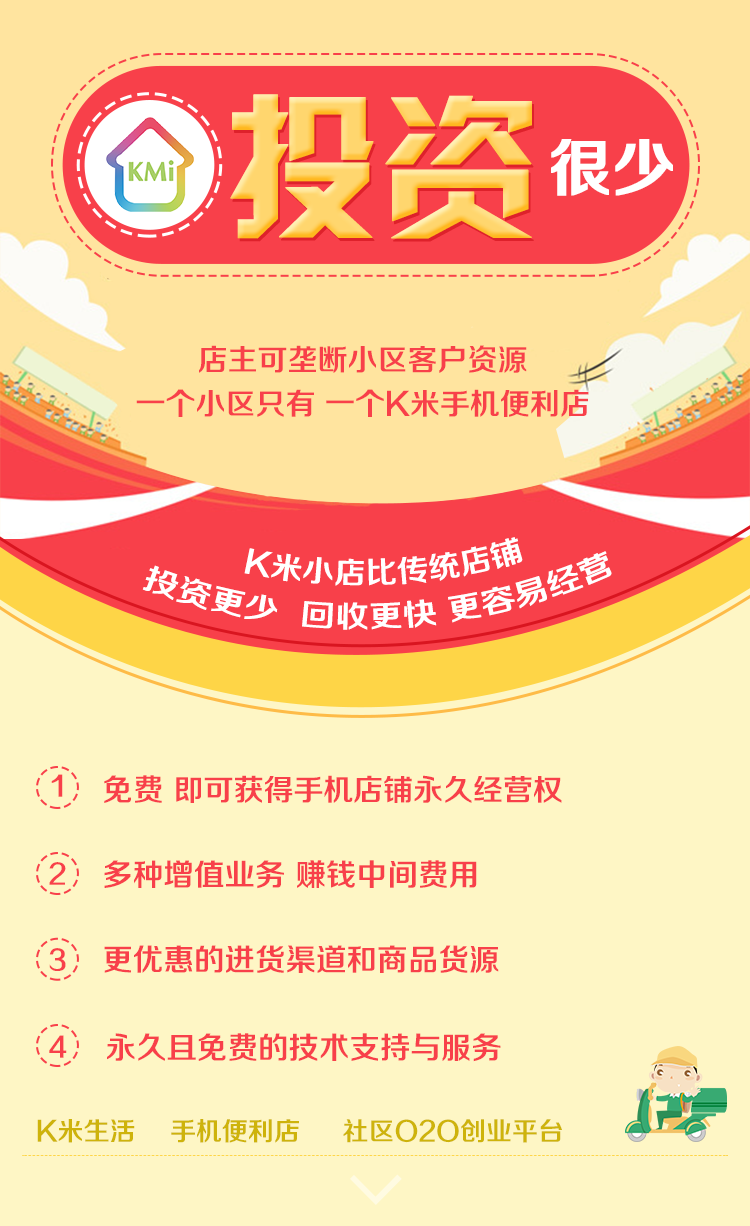 KMi
投资很少
店主可垄断小区客户资源
一个小区只有 一个K米手机便利店
K米小店比传统店铺
投资更少 回收更快 更容易经营
1 免费 即可获得手机店铺永久经营权
2 多种增值业务 赚钱中间费用
3 更优惠的进货渠道和商品货源
4 永久且免费的技术支持与服务
K米生活 手机便利店 社区O2O创业平台